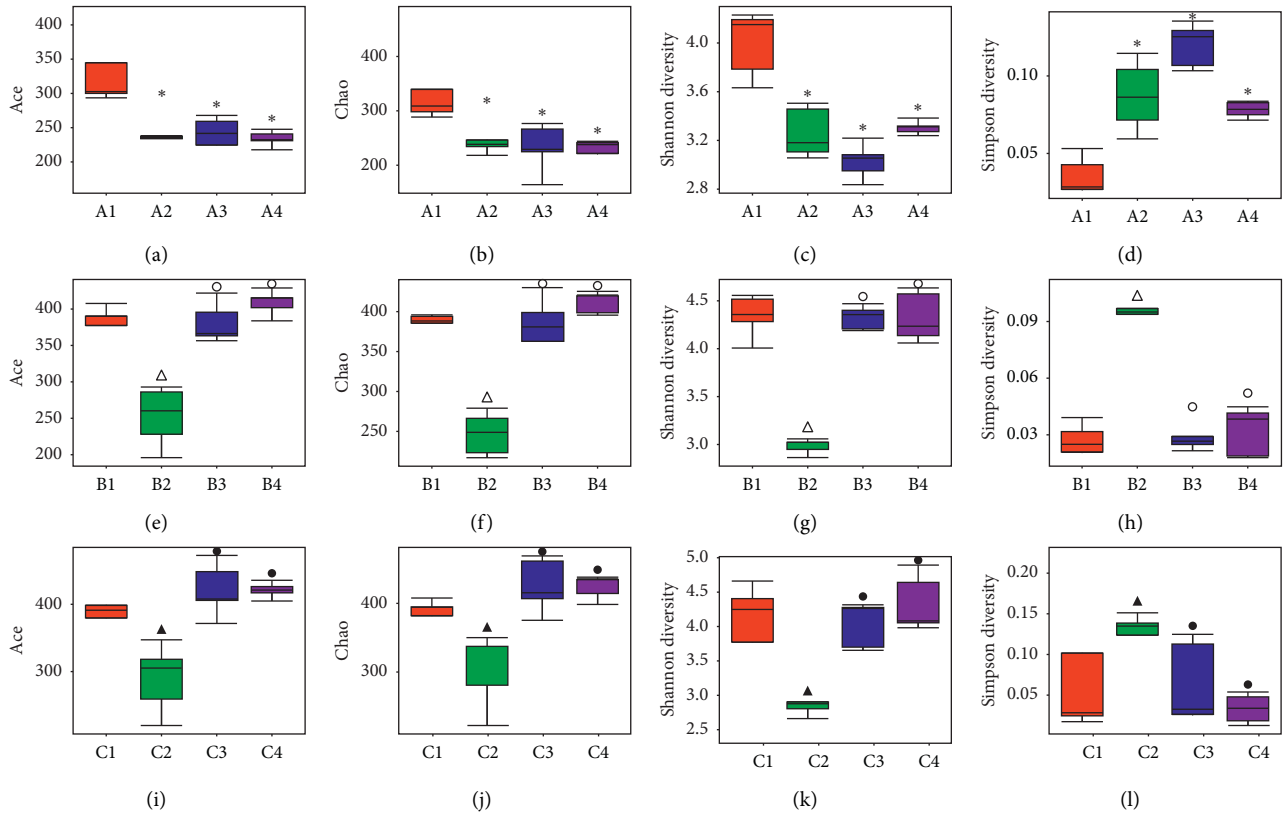 Ace
400
350
300
250
200
*
*
*
A1
A2
A3
A4
(a)
Chao
400
300
200
*
*
*
A1
A2
A3
A4
(b)
Shannon diversity
4.0
3.6
3.2
2.8
*
*
*
A1
A2
A3
A4
(c)
Simpson diversity
0.10
0.05
*
*
*
A1
A2
A3
A4
(d)
Ace
400
350
300
250
200
B1
B2
B3
B4
(e)
Chao
400
350
300
250
B1
B2
B3
B4
(f)
Shannon diversity
4.5
4.0
3.5
3.0
B1
B2
B3
B4
(g)
Simpson diversity
0.09
0.06
0.03
B1
B2
B3
B4
(h)
Ace
400
300
C1
C2
C3
C4
(i)
Chao
400
300
C1
C2
C3
C4
(j)
Shannon diversity
5.0
4.5
4.0
3.5
3.0
2.5
C1
C2
C3
C4
(k)
Simpson diversity
0.20
0.15
0.10
0.05
C1
C2
C3
C4
(l)